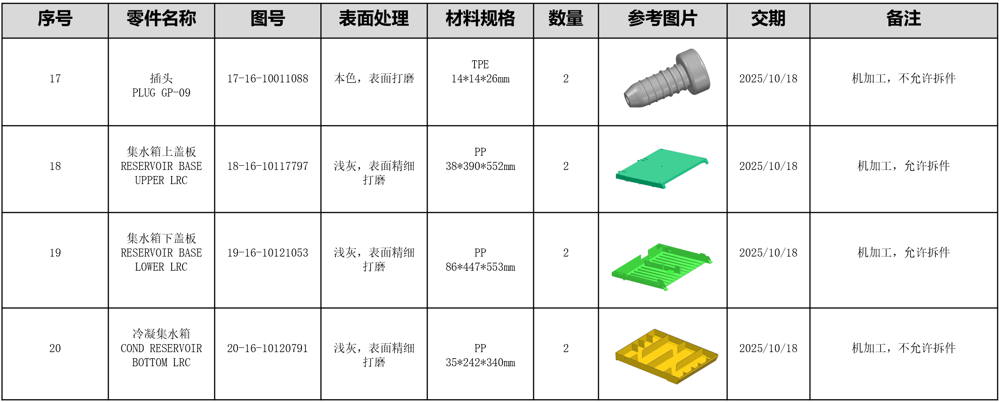 序号 零件名称 图号 表面处理 材料规格 数量 参考图片 交期 备注
17
插头
PLUG GP-09
17-16-10011088
本色，表面打磨
TPE
14*14*26mm
2
2025/10/18
机加工，不允许拆件
18
集水箱上盖板
RESERVOIR BASE
UPPER LRC
18-16-10117797
浅灰，表面精细
打磨
PP
38*390*552mm
2
2025/10/18
机加工，允许拆件
19
集水箱下盖板
RESERVOIR BASE
LOWER LRC
19-16-10121053
浅灰，表面精细
打磨
PP
86*447*553mm
2
2025/10/18
机加工，允许拆件
20
冷凝集水箱
COND RESERVOIR
BOTTOM LRC
20-16-10120791
浅灰，表面精细
打磨
PP
35*242*340mm
2
2025/10/18
机加工，不允许拆件